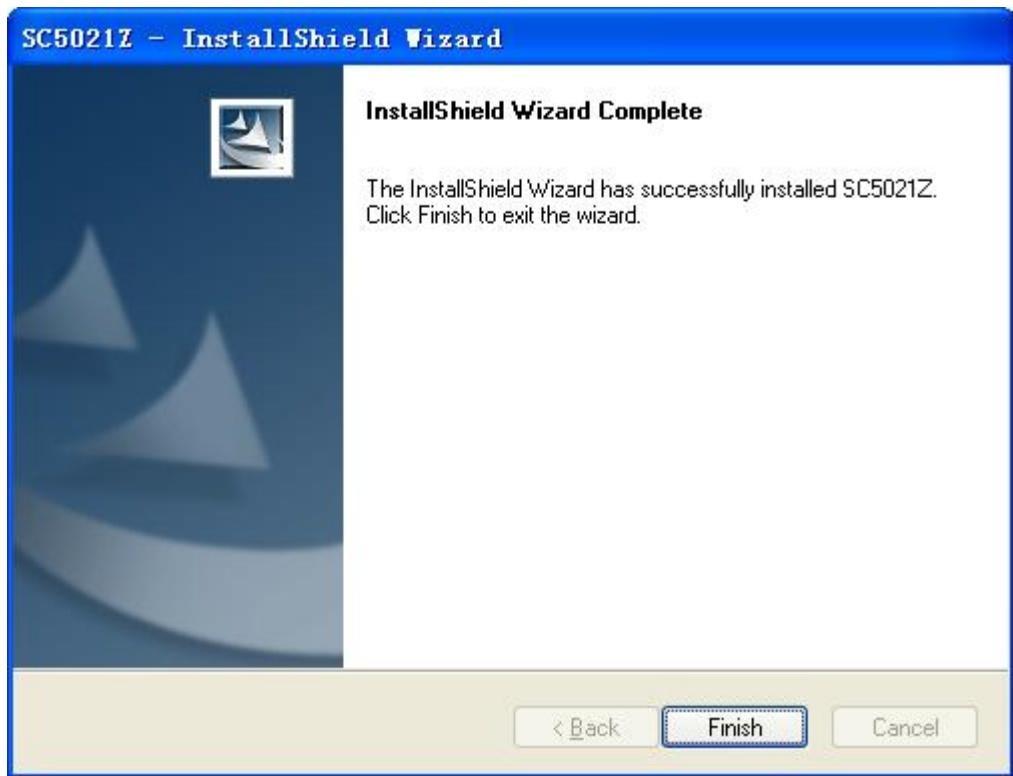 SC5021Z - InstallShield Wizard
InstallShield Wizard Complete
The InstallShield Wizard has successfully installed SC5021Z.
Click Finish to exit the wizard.
< Back
Finish
Cancel